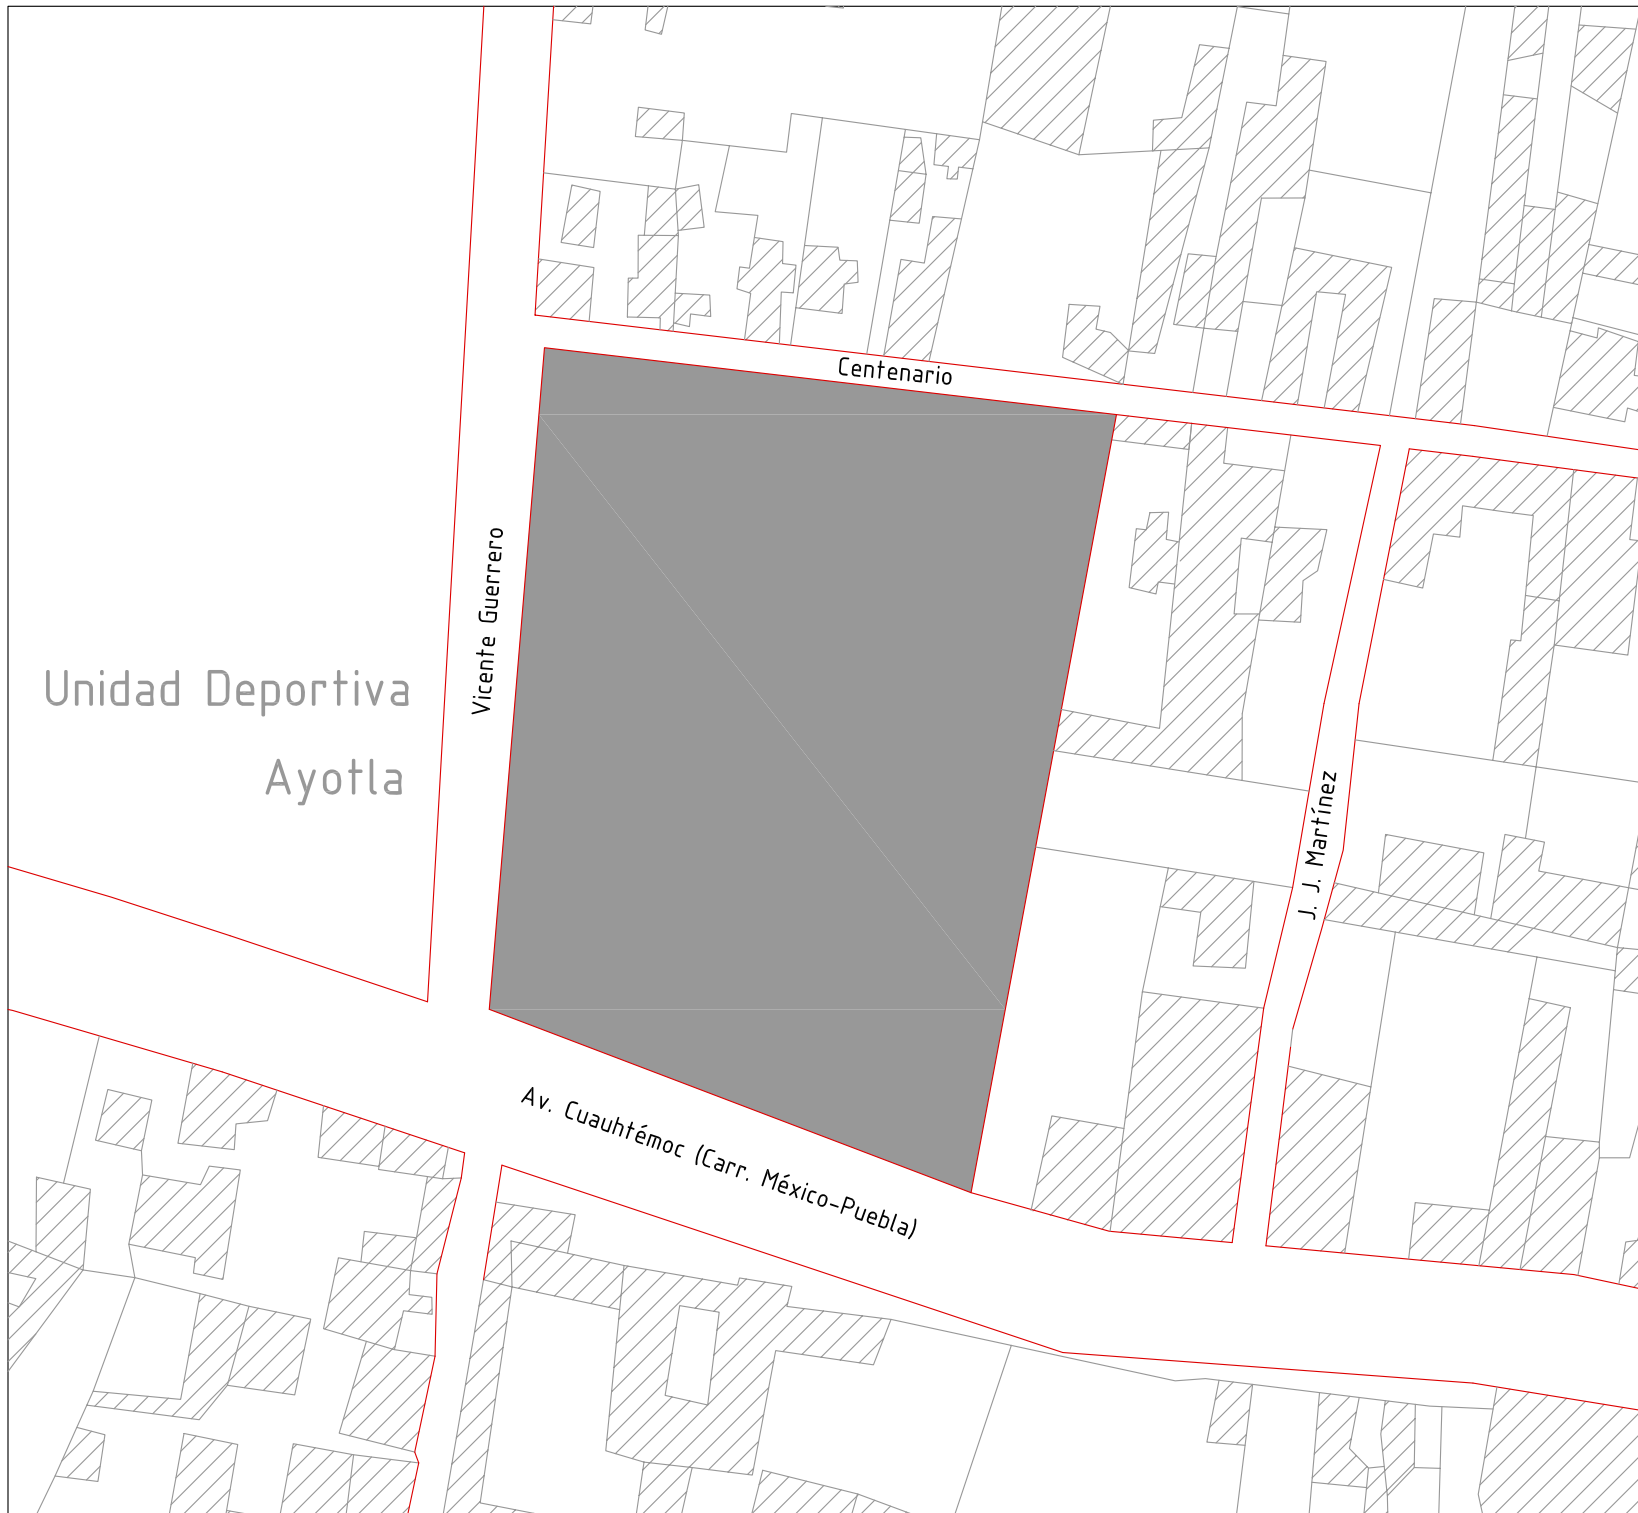 Centenario
Vicente Guerrero
Unidad Deportiva
Ayotla
J. J. Martínez
Av. Cuauhtémoc (Carr. México-Puebla)